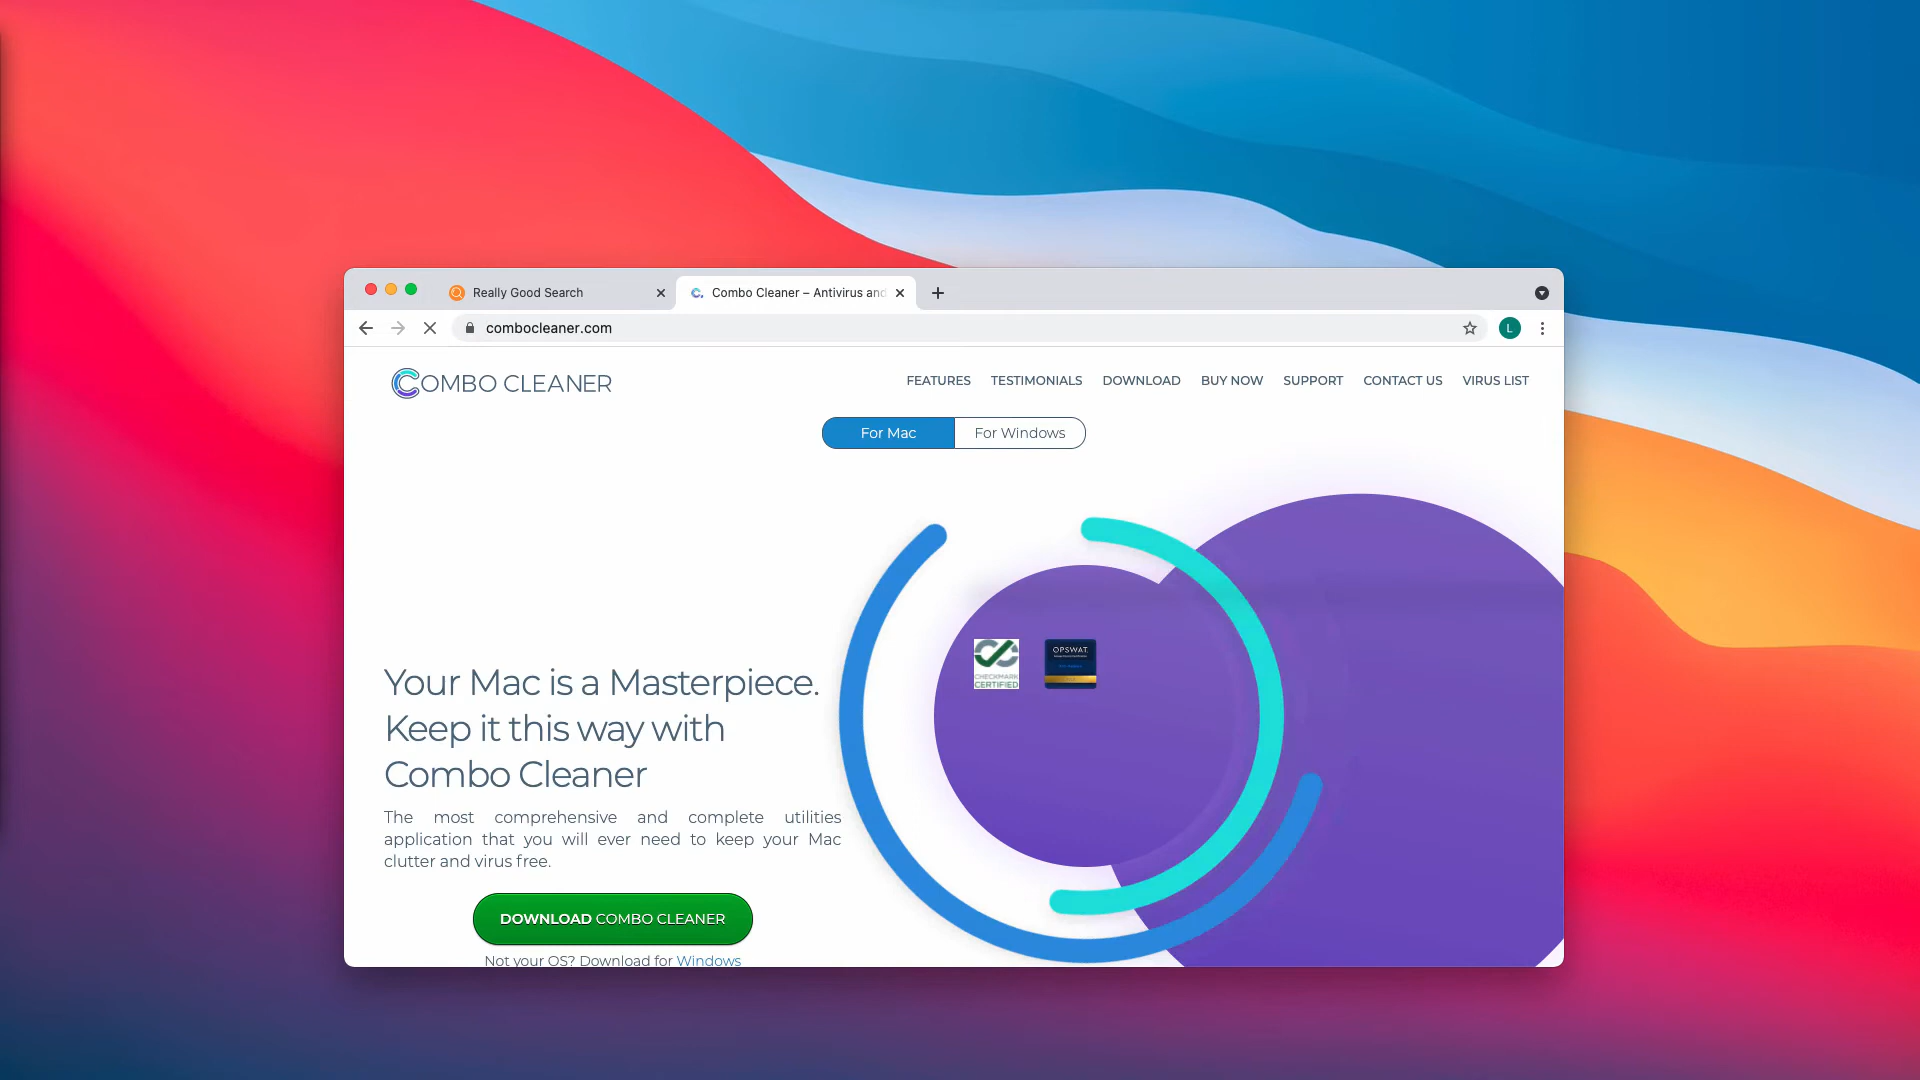 Really Good Search
Combo Cleaner – Antivirus and
combocleaner.com
L
COMBO CLEANER
FEATURES
TESTIMONIALS
DOWNLOAD
BUY NOW
SUPPORT
CONTACT US
VIRUS LIST
For Mac
For Windows
CHECKMARK
CERTIFIED
OPSWAT.
Your Mac is a Masterpiece.
Keep it this way with
Combo Cleaner
The most comprehensive and complete utilities
application that you will ever need to keep your Mac
clutter and virus free.
DOWNLOAD COMBO CLEANER
Not your OS? Download for Windows